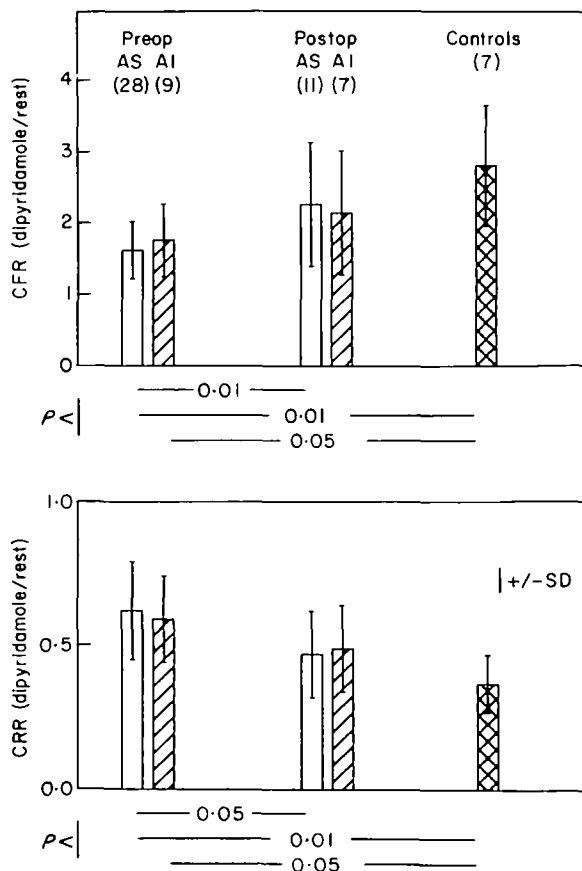 Preop Postop Controls
AS AI AS AI (7)
(28) (9) (11) (7)
4
3
2
1
0
CFR (dipyridamole/rest)
0·01
P< 0·01
0·05
1·0
0·5
0·0
CRR (dipyridamole/rest)
+/-SD
0·05
P< 0·01
0·05